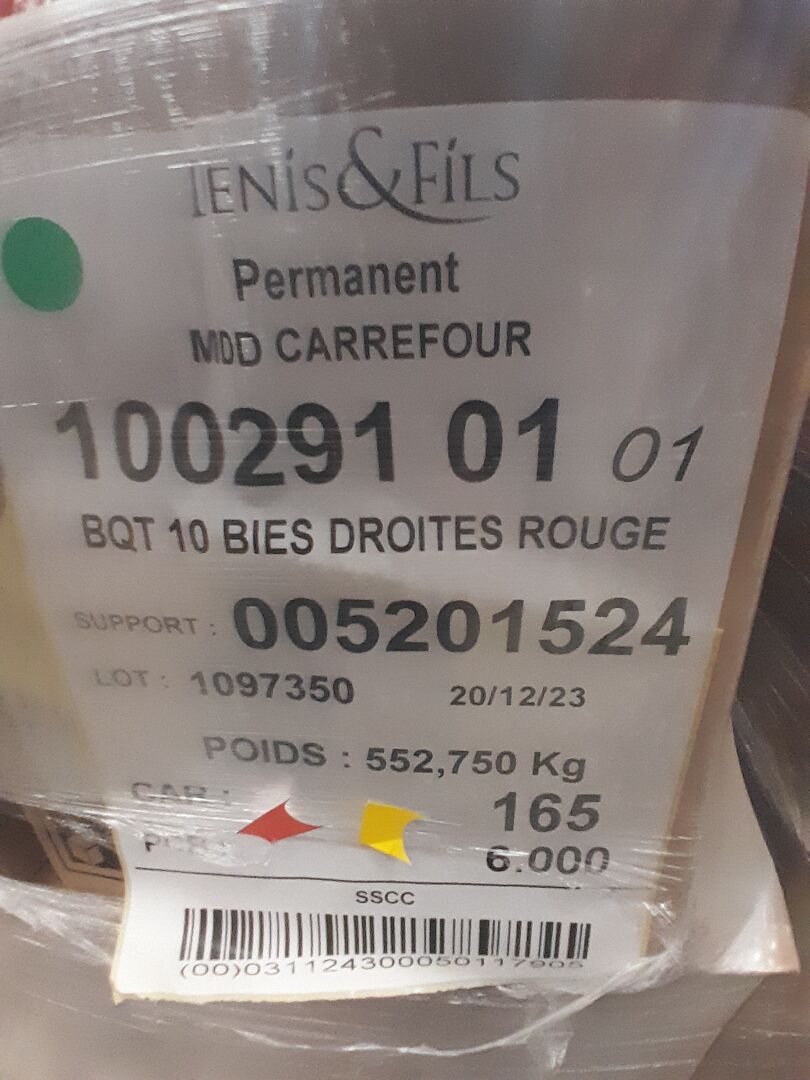 & FiLS
Permanent
MDD CARREFOUR
100291 01 01
BQT 10 BIES DROITES ROUGE
SUPPORT : 005201524
LOT : 1097350 20/12/23
POIDS : 552,750 Kg
CAR : 165
6.000
SSCC
(00)031124300050117905